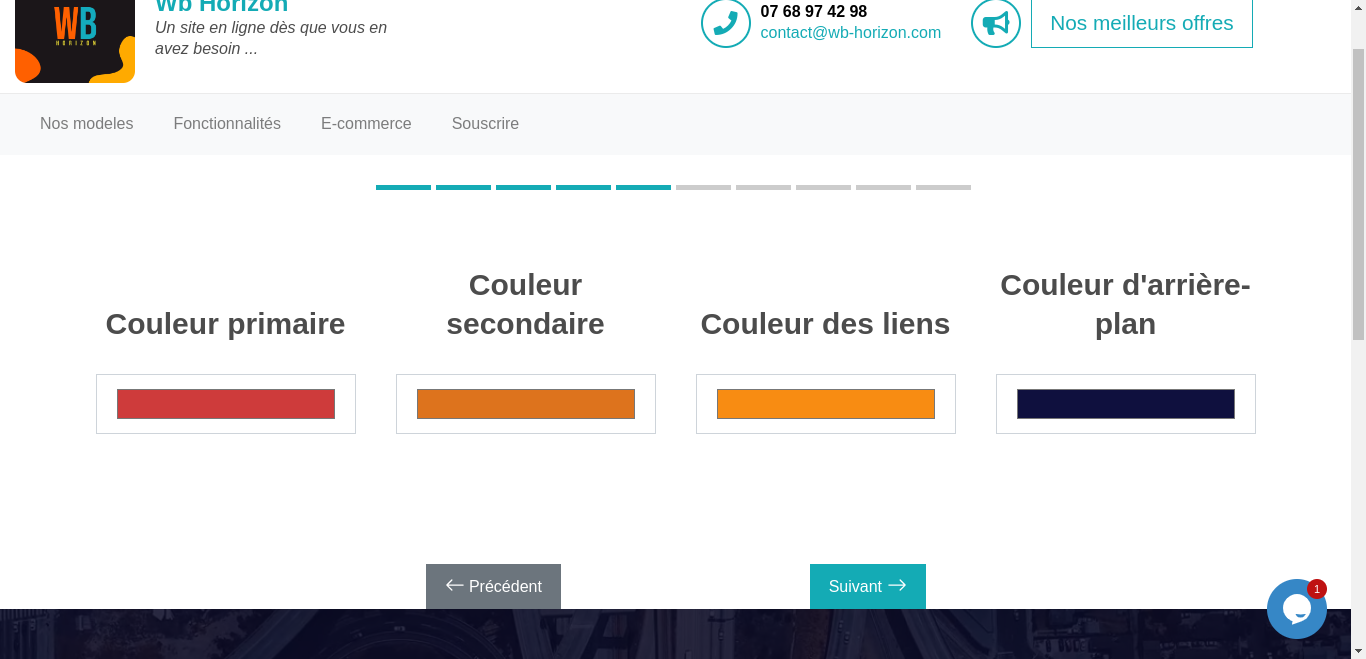 WB
HORIZON
Wb Horizon
Un site en ligne dès que vous en
avez besoin ...
07 68 97 42 98
contact@wb-horizon.com
Nos meilleurs offres
Nos modeles
Fonctionnalités
E-commerce
Souscrire
Couleur primaire
Couleur
secondaire
Couleur des liens
Couleur d'arrière-
plan
Précédent
Suivant
1